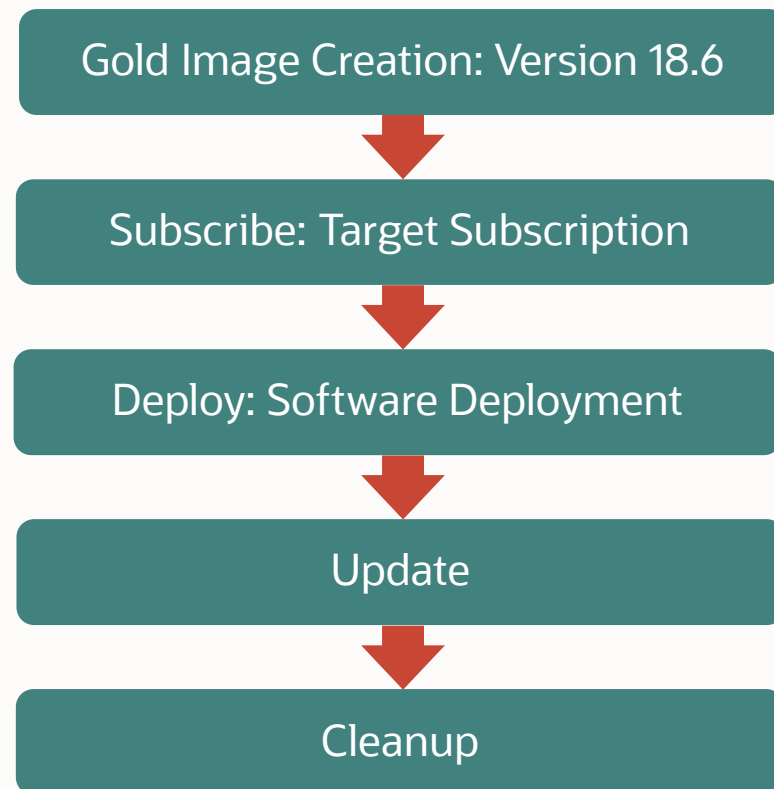 Gold Image Creation: Version 18.6
Subscribe: Target Subscription
Deploy: Software Deployment
Update
Cleanup